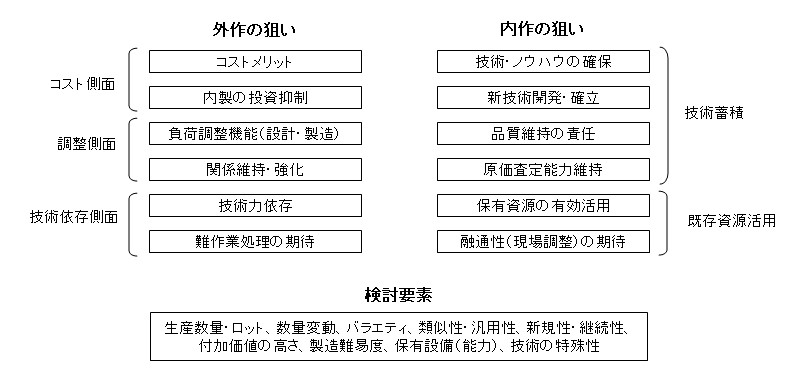 外作の狙い
内作の狙い
コスト側面
コストメリット
内製の投資抑制
調整側面
負荷調整機能(設計・製造)
関係維持・強化
技術依存側面
技術力依存
難作業処理の期待
技術・ノウハウの確保
新技術開発・確立
品質維持の責任
原価査定能力維持
技術蓄積
保有資源の有効活用
融通性(現場調整)の期待
既存資源活用
検討要素
生産数量・ロット、数量変動、バラエティ、類似性・汎用性、新規性・継続性、
付加価値の高さ、製造難易度、保有設備(能力)、技術の特殊性